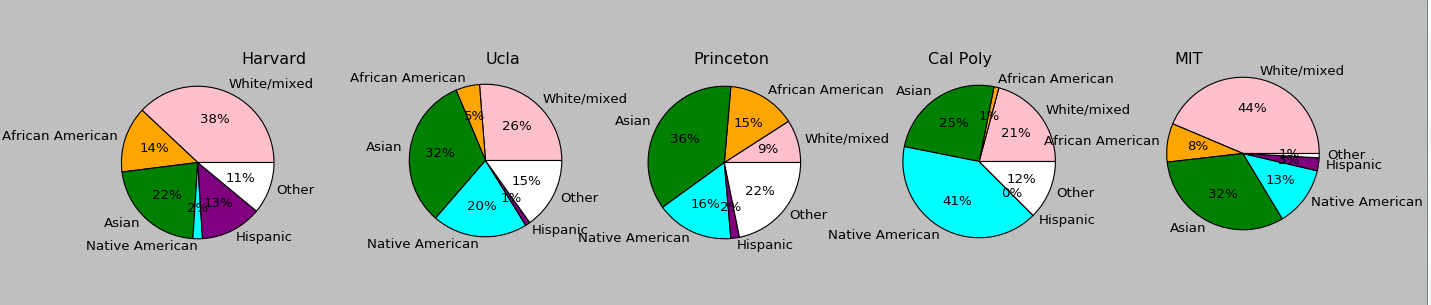 Harvard
White/mixed
38%
African American
14%
22%
Asian
2%
Native American
13%
Hispanic
11%
Other
Ucla
White/mixed
26%
African American
5%
Asian
32%
20%
Native American
1%
Hispanic
15%
Other
Princeton
White/mixed
9%
African American
15%
Asian
36%
16%
Native American
2%
Hispanic
22%
Other
Cal Poly
White/mixed
21%
African American
1%
Asian
25%
41%
Native American
0%
Hispanic
12%
Other
MIT
White/mixed
44%
African American
8%
32%
Asian
13%
Native American
Hispanic
1%
Other